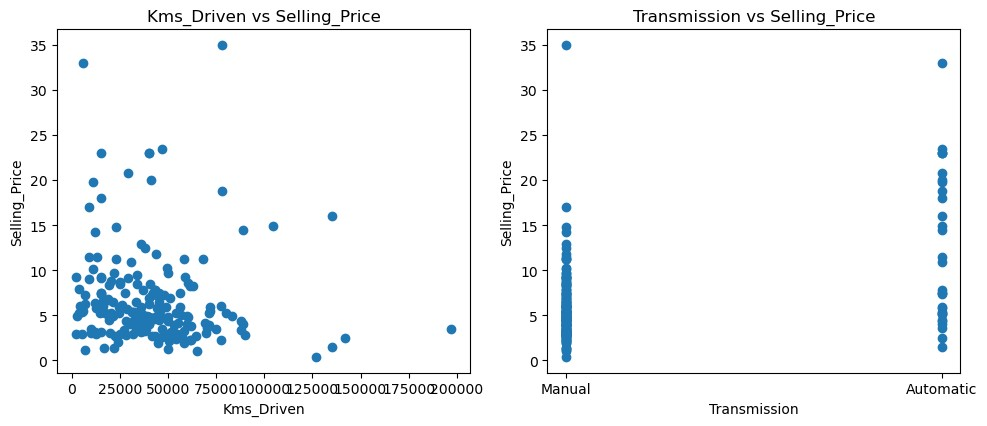 Kms_Driven vs Selling_Price
35
30
25
20
15
10
5
0
Selling_Price
0 25000 50000 75000 100000 125000 150000 175000 200000
Kms_Driven
Transmission vs Selling_Price
35
30
25
20
15
10
5
0
Selling_Price
Manual Automatic
Transmission